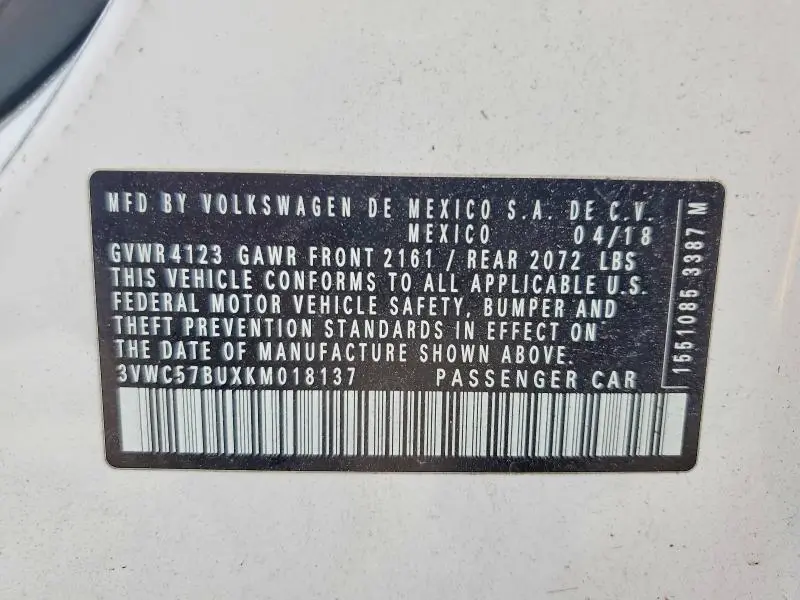 MFD BY VOLKSWAGEN DE MEXICO S.A. DE C.V.
MEXICO 04/18
GVWR 4123 GAWR FRONT 2161 / REAR 2072 LBS
THIS VEHICLE CONFORMS TO ALL APPLICABLE U.S.
FEDERAL MOTOR VEHICLE SAFETY, BUMPER AND
THEFT PREVENTION STANDARDS IN EFFECT ON
THE DATE OF MANUFACTURE SHOWN ABOVE.
3VWC57BUXKM018137 PASSENGER CAR
1551085 3387 M